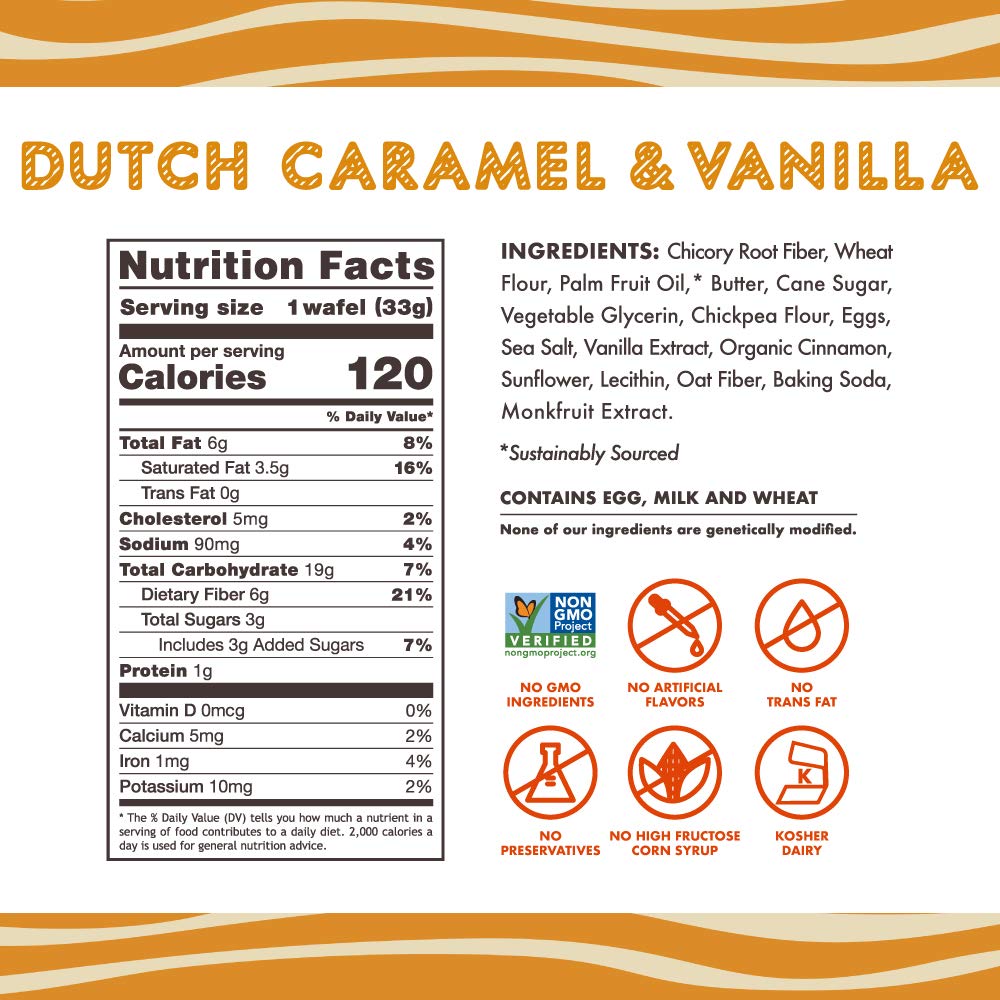 DUTCH CARAMEL & VANILLA
Nutrition Facts
Serving size 1 wafel (33g)
Amount per serving
Calories 120
% Daily Value*
Total Fat 6g 8%
Saturated Fat 3.5g 16%
Trans Fat 0g
Cholesterol 5mg 2%
Sodium 90mg 4%
Total Carbohydrate 19g 7%
Dietary Fiber 6g 21%
Total Sugars 3g
Includes 3g Added Sugars 7%
Protein 1g
Vitamin D 0mcg 0%
Calcium 5mg 2%
Iron 1mg 4%
Potassium 10mg 2%
* The % Daily Value (DV) tells you how much a nutrient in a
serving of food contributes to a daily diet. 2,000 calories a
day is used for general nutrition advice.
INGREDIENTS: Chicory Root Fiber, Wheat
Flour, Palm Fruit Oil,* Butter, Cane Sugar,
Vegetable Glycerin, Chickpea Flour, Eggs,
Sea Salt, Vanilla Extract, Organic Cinnamon,
Sunflower, Lecithin, Oat Fiber, Baking Soda,
Monkfruit Extract.
*Sustainably Sourced
CONTAINS EGG, MILK AND WHEAT
None of our ingredients are genetically modified.
NON
GMO
Project
VERIFIED
nongmoproject.org
NO GMO
INGREDIENTS
NO ARTIFICIAL
FLAVORS
NO
TRANS FAT
K
NO
PRESERVATIVES
NO HIGH FRUCTOSE
CORN SYRUP
KOSHER
DAIRY